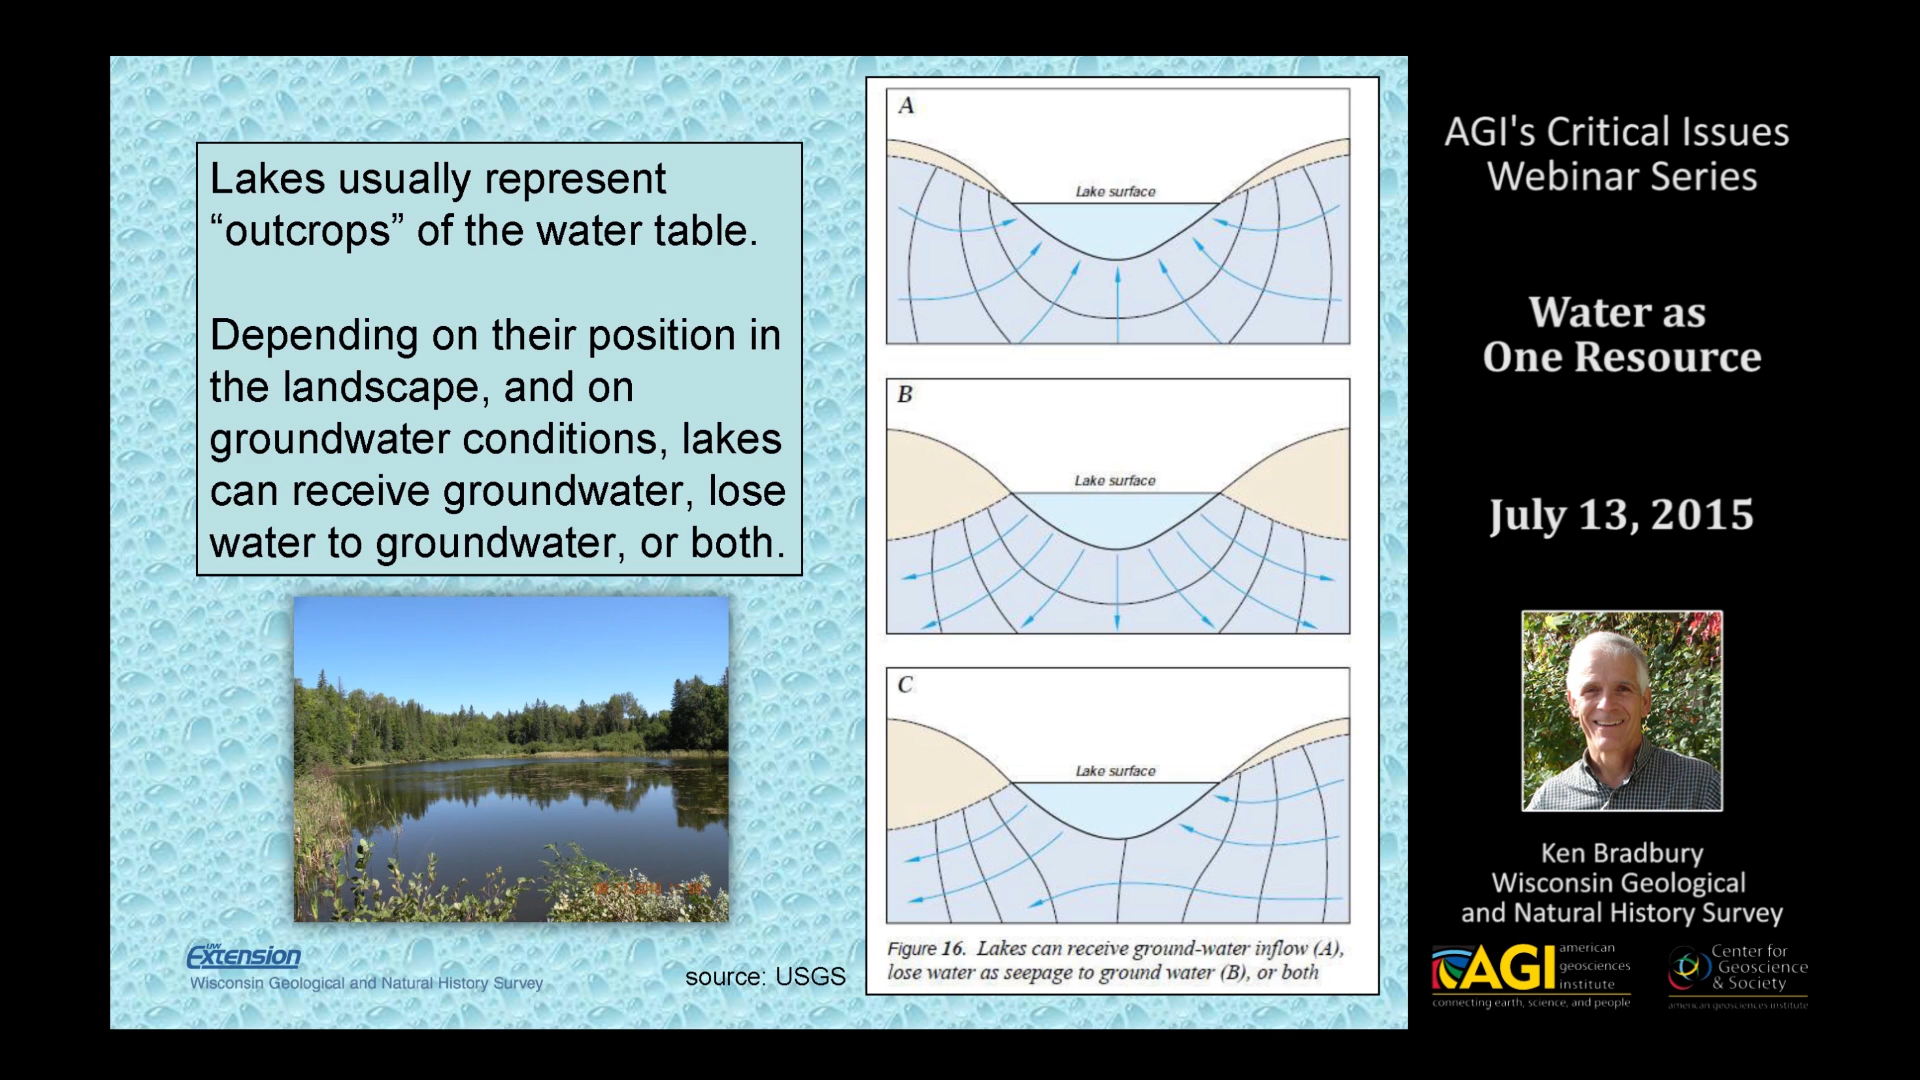 Lakes usually represent
“outcrops” of the water table.
Depending on their position in
the landscape, and on
groundwater conditions, lakes
can receive groundwater, lose
water to groundwater, or both.
UW
Extension
Wisconsin Geological and Natural History Survey
source: USGS
A
Lake surface
B
Lake surface
C
Lake surface
Figure 16. Lakes can receive ground-water inflow (A),
lose water as seepage to ground water (B), or both
AGI's Critical Issues
Webinar Series
Water as
One Resource
July 13, 2015
Ken Bradbury
Wisconsin Geological
and Natural History Survey
AGI
american
geosciences
institute
connecting earth, science, and people
Center for
Geoscience
& Society
american geosciences institute